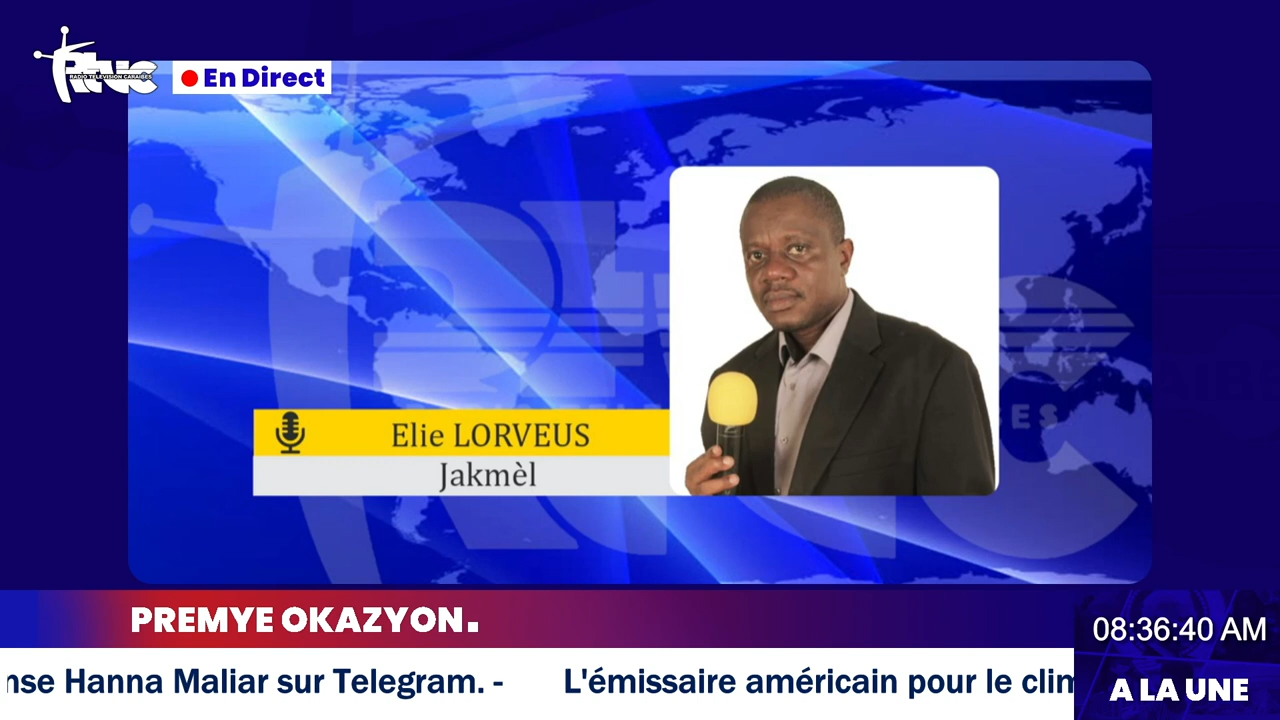 RTVC
RADIO TELEVISION CARAIBES
En Direct
Elie LORVEUS
Jakmèl
PREMYE OKAZYON.
08:36:40 AM
nse Hanna Maliar sur Telegram. - L'émissaire américain pour le clim
A LA UNE